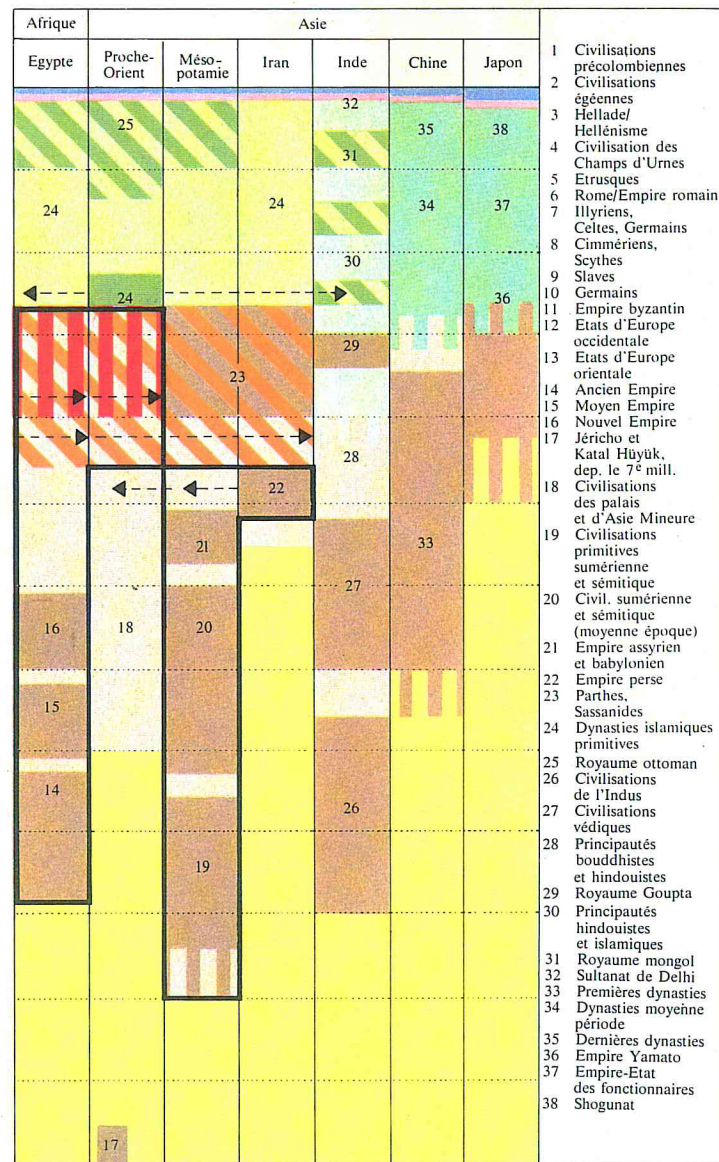 Afrique Asie
Egypte Proche- Méso- Iran Inde Chine Japon
Orient potamie
32
25 35 38
31
24 24 34 37
30
24 36
29
23
28
22
21 33
27
16 18 20
15
14 26
19
17
1 Civilisations
précolombiennes
2 Civilisations
égéennes
3 Hellade/
Hellénisme
4 Civilisation des
Champs d'Urnes
5 Etrusques
6 Rome/Empire romain
7 Illyriens,
Celtes, Germains
8 Cimmériens,
Scythes
9 Slaves
10 Germains
11 Empire byzantin
12 Etats d'Europe
occidentale
13 Etats d'Europe
orientale
14 Ancien Empire
15 Moyen Empire
16 Nouvel Empire
17 Jéricho et
Katal Hüyük,
dep. le 7e mill.
18 Civilisations
des palais
et d'Asie Mineure
19 Civilisations
primitives
sumérienne
et sémitique
20 Civil. sumérienne
et sémitique
(moyenne époque)
21 Empire assyrien
et babylonien
22 Empire perse
23 Parthes,
Sassanides
24 Dynasties islamiques
primitives
25 Royaume ottoman
26 Civilisations
de l'Indus
27 Civilisations
védiques
28 Principautés
bouddhistes
et hindouistes
29 Royaume Goupta
30 Principautés
hindouistes
et islamiques
31 Royaume mongol
32 Sultanat de Delhi
33 Premières dynasties
34 Dynasties moyenne
période
35 Dernières dynasties
36 Empire Yamato
37 Empire-Etat
des fonctionnaires
38 Shogunat